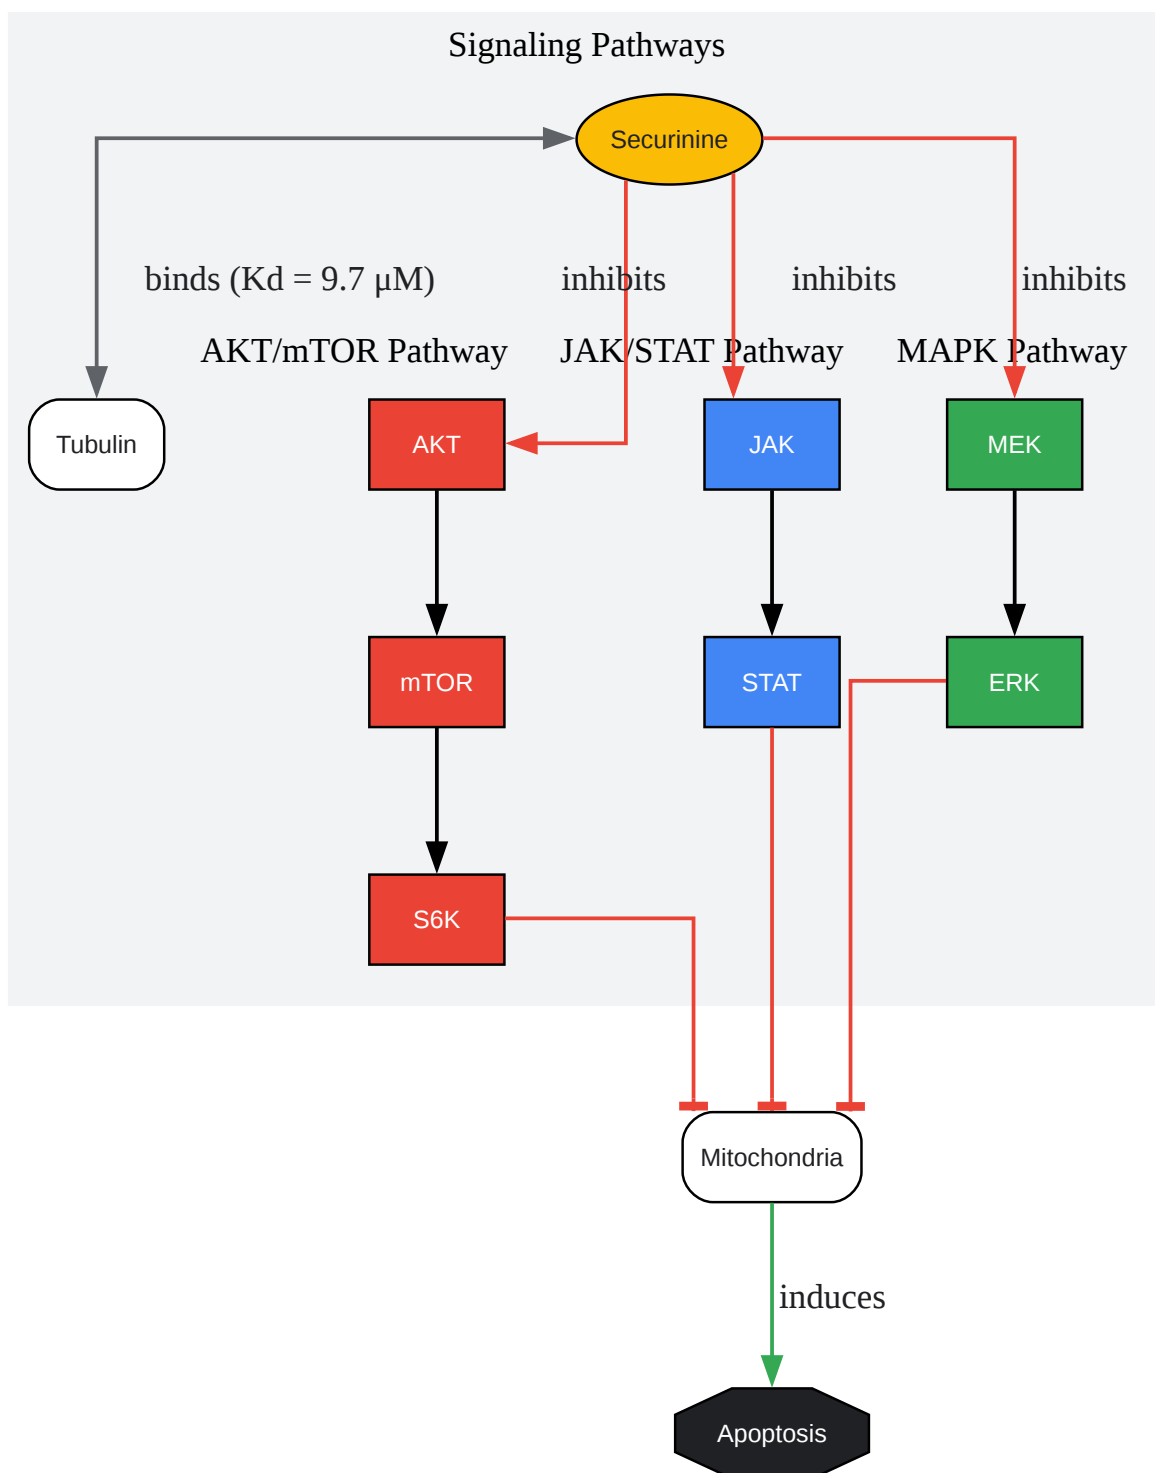 Signaling Pathways
Securinine
binds (Kd = 9.7 μM)
inhibits
inhibits
inhibits
AKT/mTOR Pathway
JAK/STAT Pathway
MAPK Pathway
Tubulin
AKT
JAK
MEK
mTOR
STAT
ERK
S6K
Mitochondria
induces
Apoptosis